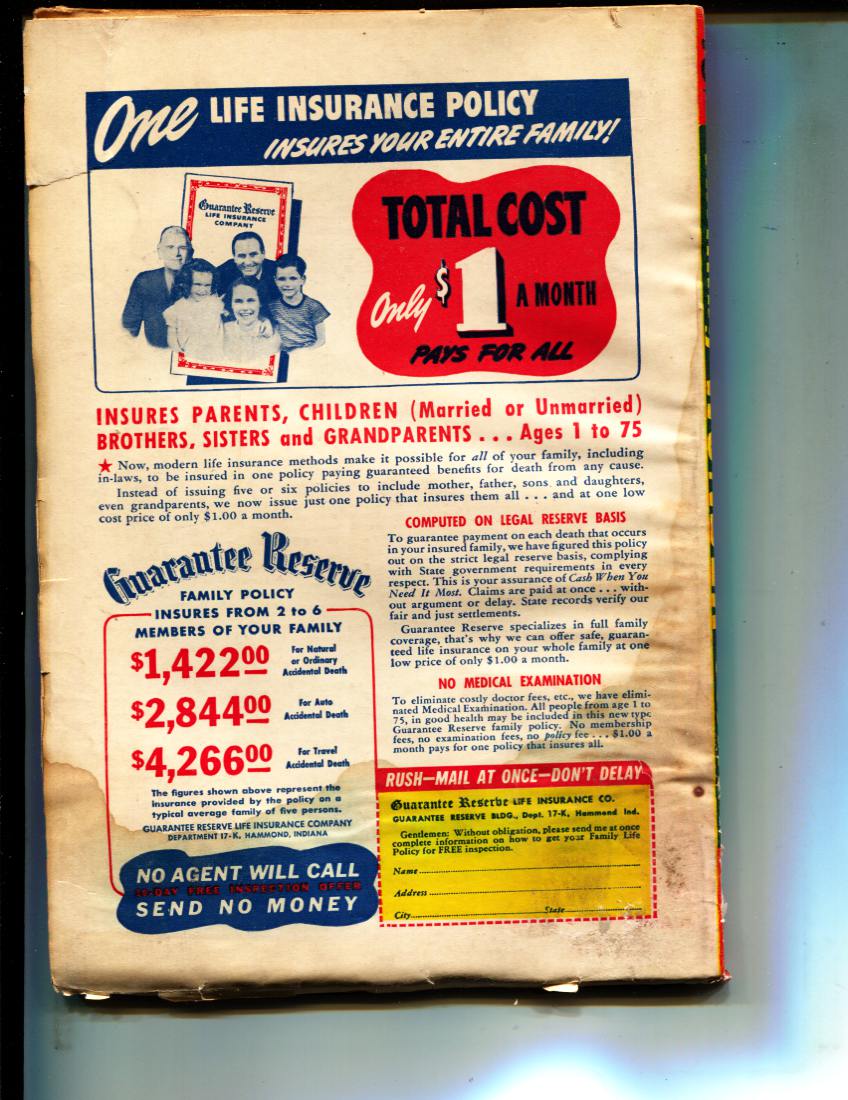 One LIFE INSURANCE POLICY
INSURES YOUR ENTIRE FAMILY!
Guarantee Reserve
LIFE INSURANCE
COMPANY
TOTAL COST
Only $1 A MONTH
PAYS FOR ALL
INSURES PARENTS, CHILDREN (Married or Unmarried)
BROTHERS, SISTERS and GRANDPARENTS . . . Ages 1 to 75
★ Now, modern life insurance methods make it possible for all of your family, including
in-laws, to be insured in one policy paying guaranteed benefits for death from any cause.
Instead of issuing five or six policies to include mother, father, sons and daughters,
even grandparents, we now issue just one policy that insures them all . . . and at one low
cost price of only $1.00 a month.
Guarantee Reserve
FAMILY POLICY
INSURES FROM 2 to 6
MEMBERS OF YOUR FAMILY
$1,422.00 For Natural
or Ordinary
Accidental Death
$2,844.00 For Auto
Accidental Death
$4,266.00 For Travel
Accidental Death
The figures shown above represent the
insurance provided by the policy on a
typical average family of five persons.
GUARANTEE RESERVE LIFE INSURANCE COMPANY
DEPARTMENT 17-K, HAMMOND, INDIANA
NO AGENT WILL CALL
DAY FREE INSPECTION OFFER
SEND NO MONEY
COMPUTED ON LEGAL RESERVE BASIS
To guarantee payment on each death that occurs
in your insured family, we have figured this policy
out on the strict legal reserve basis, complying
with State government requirements in every
respect. This is your assurance of Cash When You
Need It Most. Claims are paid at once . . . with-
out argument or delay. State records verify our
fair and just settlements.
Guarantee Reserve specializes in full family
coverage, that's why we can offer safe, guaran-
teed life insurance on your whole family at one
low price of only $1.00 a month.
NO MEDICAL EXAMINATION
To eliminate costly doctor fees, etc., we have elimi-
nated Medical Examination. All people from age 1 to
75, in good health may be included in this new type
Guarantee Reserve family policy. No membership
fees, no examination fees, no policy fee . . . $1.00 a
month pays for one policy that insures all.
RUSH—MAIL AT ONCE—DON'T DELAY
Guarantee Reserve LIFE INSURANCE CO.
GUARANTEE RESERVE BLDG., Dept. 17-K, Hammond Ind.
Gentlemen: Without obligation, please send me at once
complete information on how to get your Family Life
Policy for FREE inspection.
Name
Address
City State